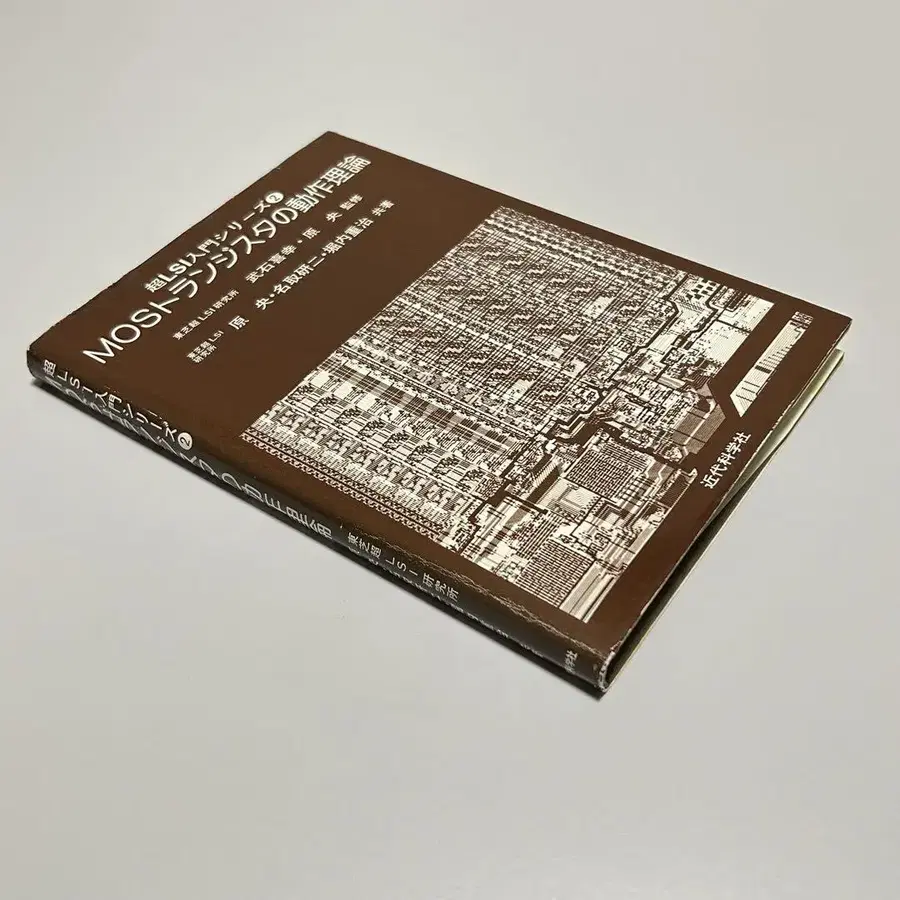 超LSI入門シリーズ❷
MOSトランジスタの動作理論
東芝超LSI研究所 武石喜幸・原 央 監修
東芝超LSI研究所 原 央・名取研二・堀内重治 共著
近代科学社
超LSI入門シリーズ❷
東芝超LSI研究所